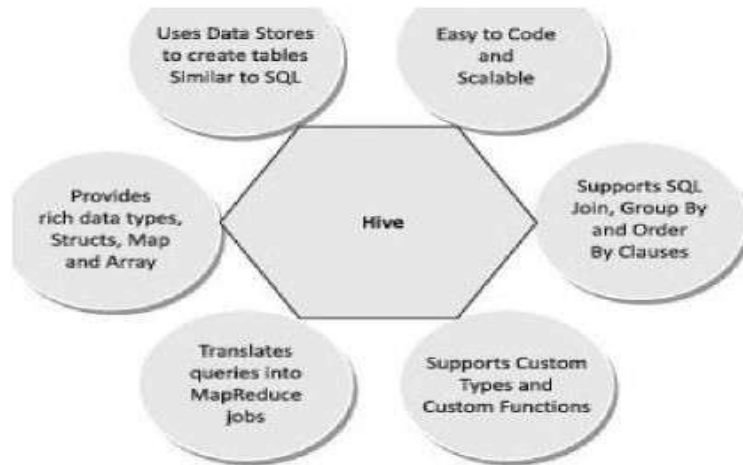 Uses Data Stores
to create tables
Similar to SQL
Easy to Code
and
Scalable
Provides
rich data types,
Structs, Map
and Array
Hive
Supports SQL
Join, Group By
and Order
By Clauses
Translates
queries into
MapReduce
jobs
Supports Custom
Types and
Custom Functions